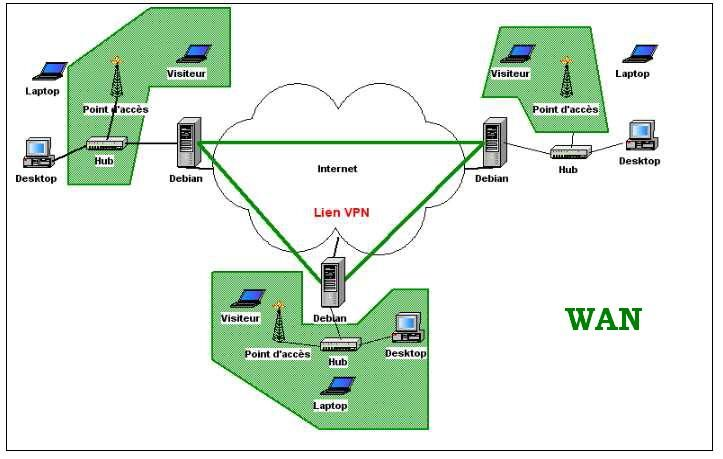 Visiteur
Laptop
Point d'accès
Desktop
Hub
Debian
Internet
Lien VPN
Visiteur
Laptop
Point d'accès
Debian
Hub
Desktop
Visiteur
Debian
Point d'accès
Hub
Desktop
Laptop
WAN